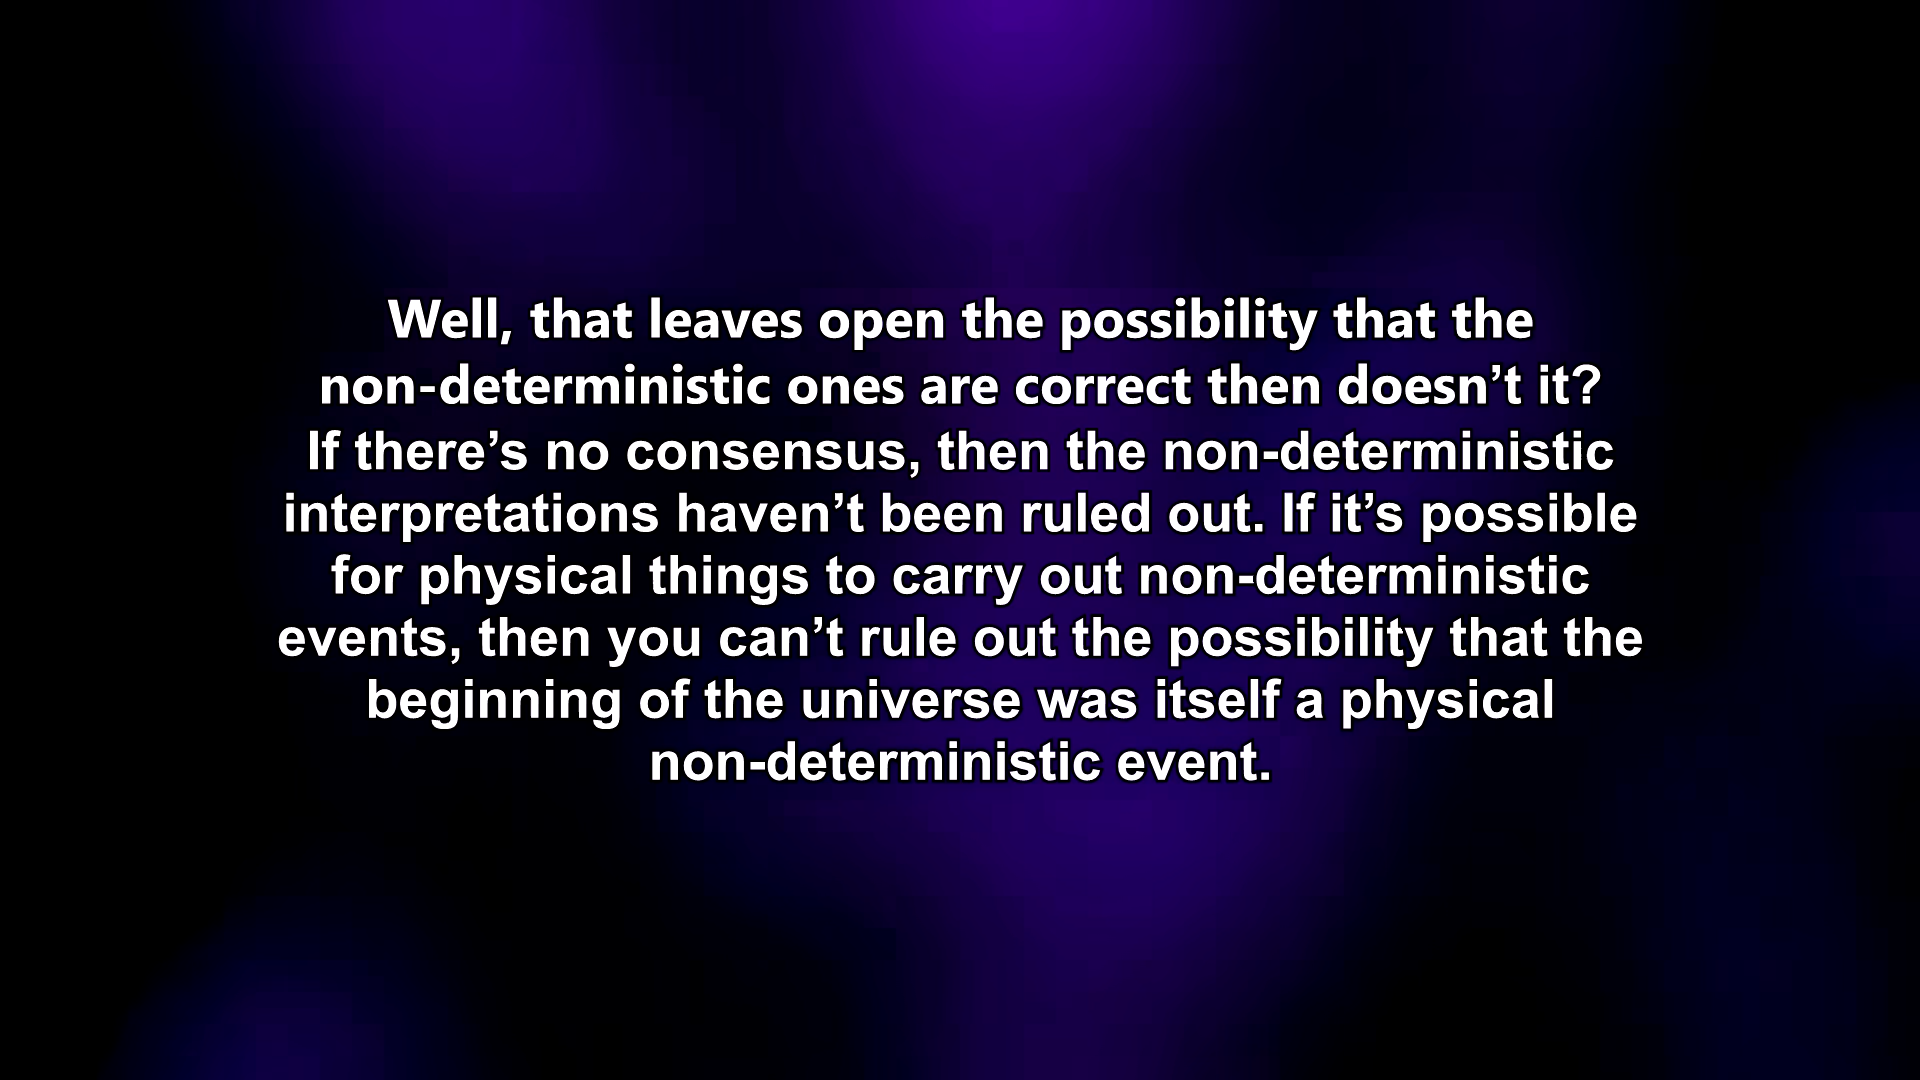 Well, that leaves open the possibility that the
non-deterministic ones are correct then doesn’t it?
If there’s no consensus, then the non-deterministic
interpretations haven’t been ruled out. If it’s possible
for physical things to carry out non-deterministic
events, then you can’t rule out the possibility that the
beginning of the universe was itself a physical
non-deterministic event.